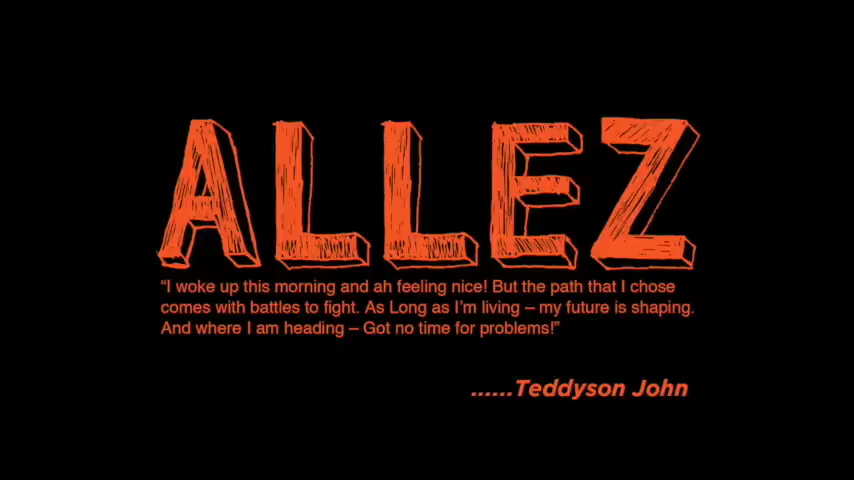 ALLEZ
“I woke up this morning and ah feeling nice! But the path that I chose
comes with battles to fight. As Long as I’m living – my future is shaping.
And where I am heading – Got no time for problems!”
......Teddyson John